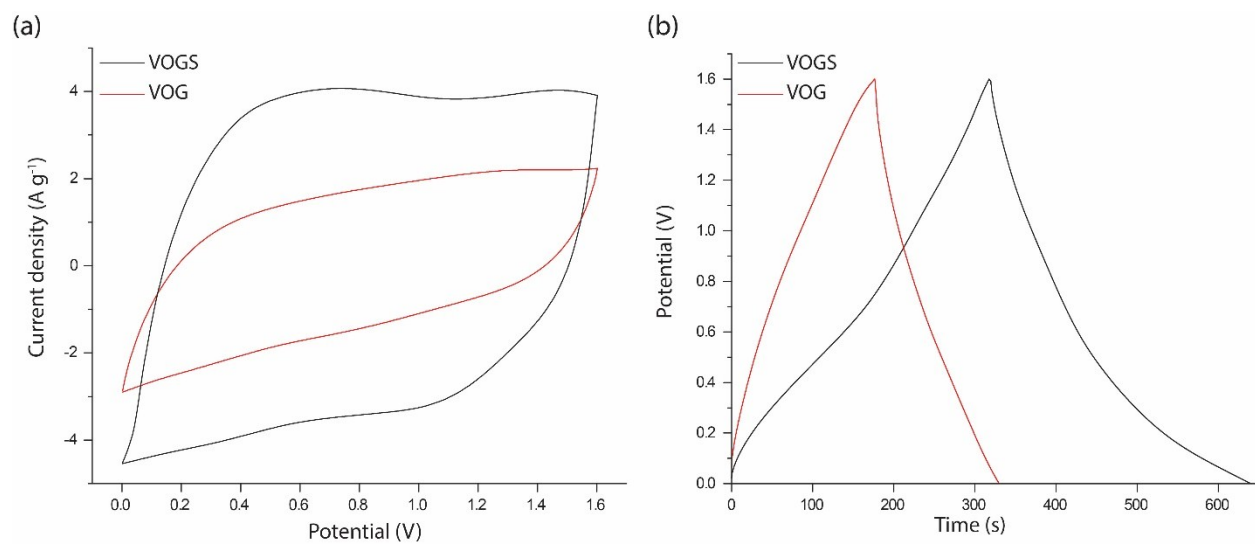 (a)
VOGS
VOG
Current density (A g⁻¹)
4
2
0
-2
-4
0.0 0.2 0.4 0.6 0.8 1.0 1.2 1.4 1.6
Potential (V)
(b)
VOGS
VOG
Potential (V)
1.6
1.4
1.2
1.0
0.8
0.6
0.4
0.2
0.0
0 100 200 300 400 500 600
Time (s)